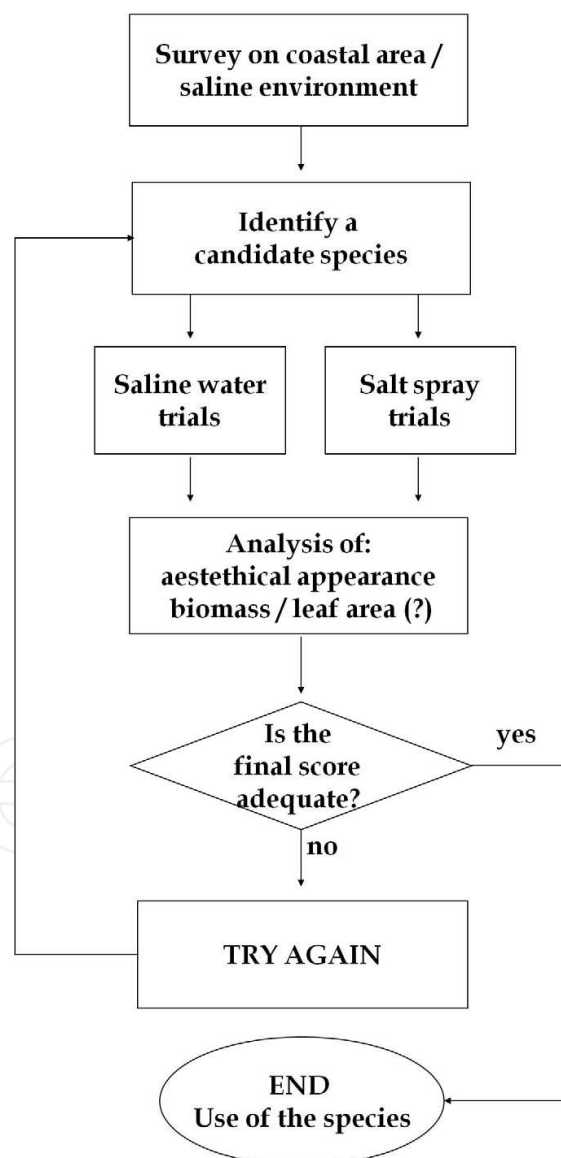 Survey on coastal area /
saline environment
Identify a
candidate species
Saline water
trials
Salt spray
trials
Analysis of:
aestethical appearance
biomass / leaf area (?)
Is the
final score
adequate?
yes
no
TRY AGAIN
END
Use of the species